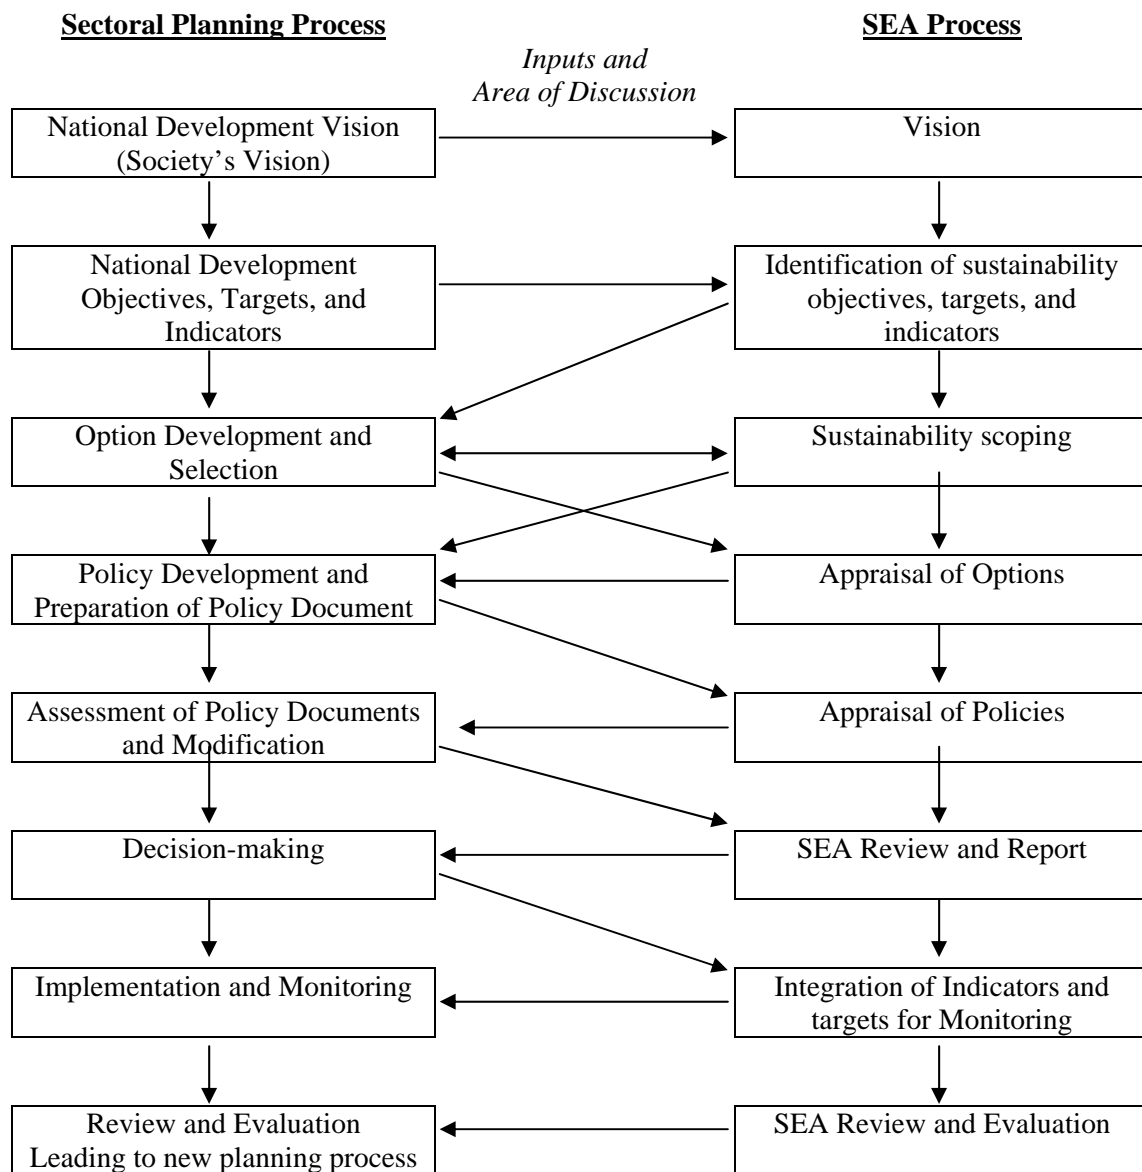 Sectoral Planning Process
SEA Process
Inputs and
Area of Discussion
National Development Vision
(Society’s Vision)
Vision
National Development
Objectives, Targets, and
Indicators
Identification of sustainability
objectives, targets, and
indicators
Option Development and
Selection
Sustainability scoping
Policy Development and
Preparation of Policy Document
Appraisal of Options
Assessment of Policy Documents
and Modification
Appraisal of Policies
Decision-making
SEA Review and Report
Implementation and Monitoring
Integration of Indicators and
targets for Monitoring
Review and Evaluation
Leading to new planning process
SEA Review and Evaluation